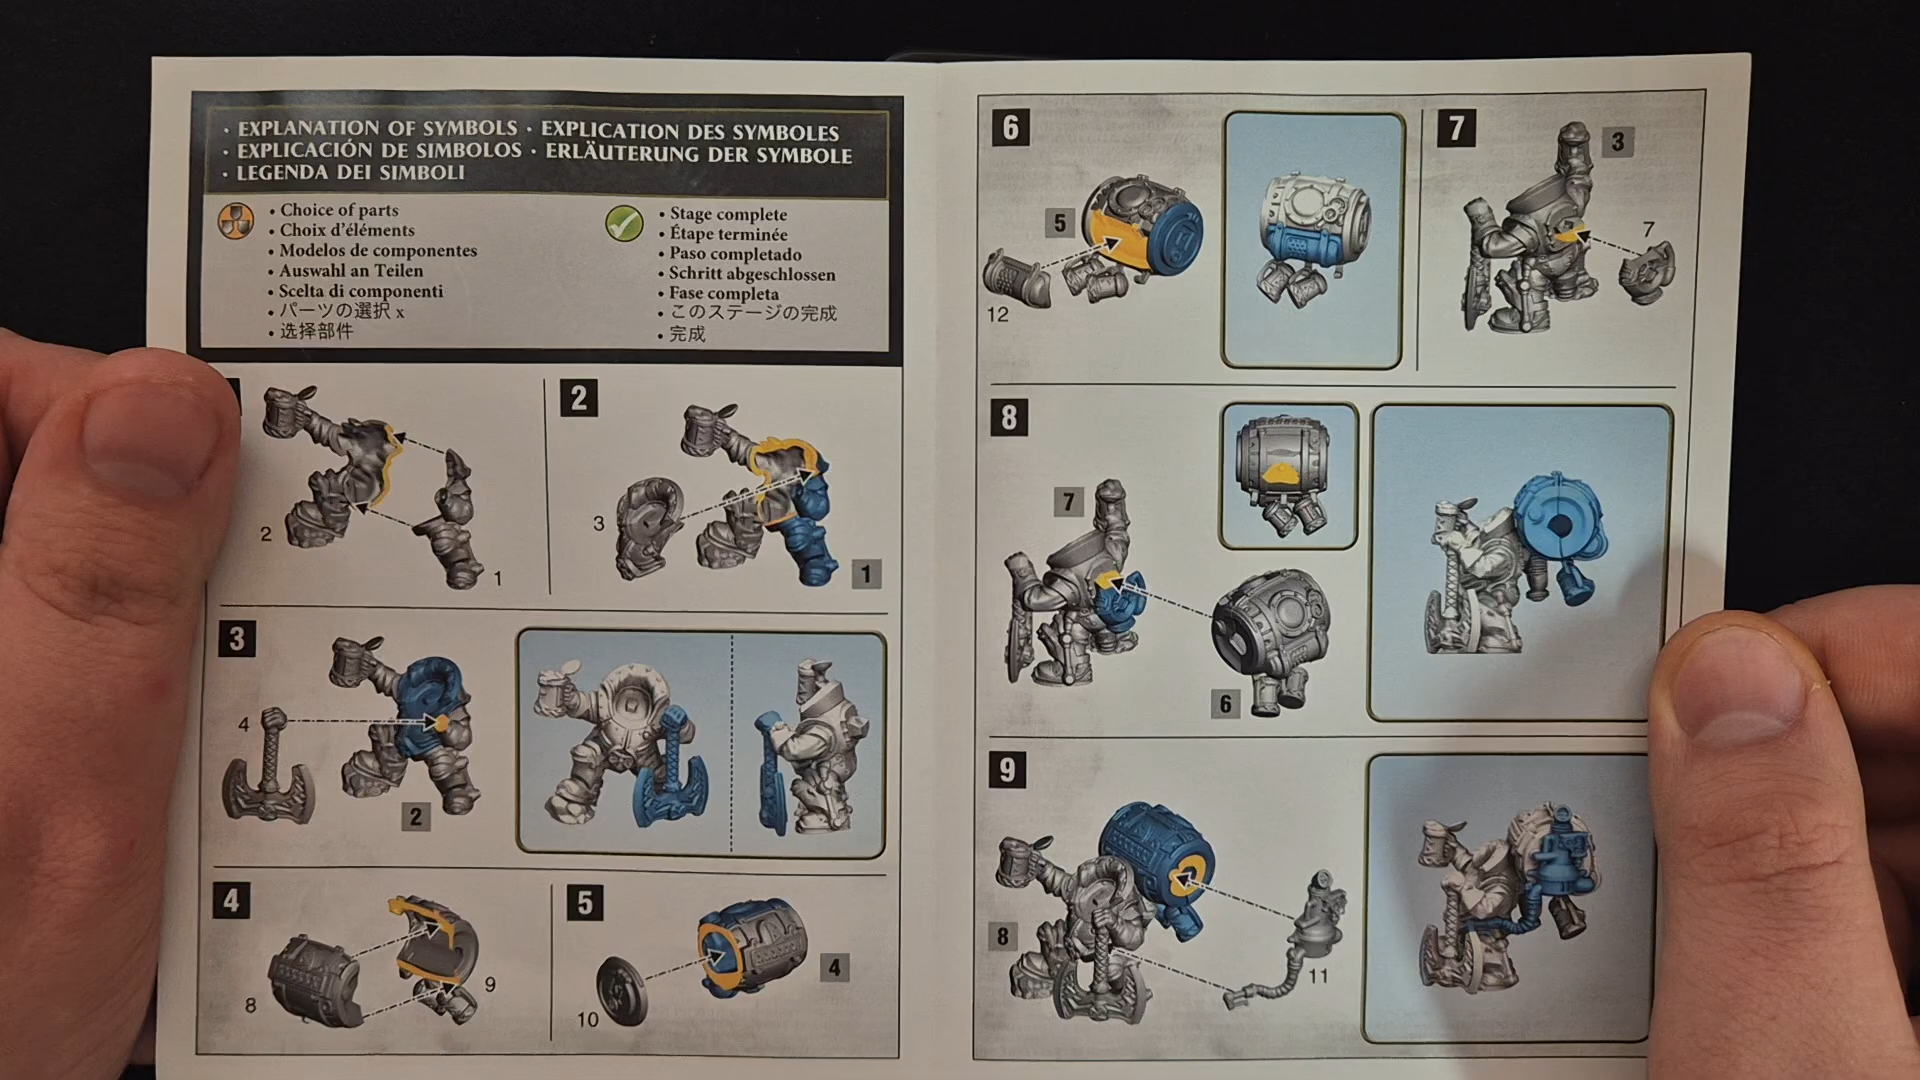 · EXPLANATION OF SYMBOLS · EXPLICATION DES SYMBOLES
· EXPLICACIÓN DE SIMBOLOS · ERLÄUTERUNG DER SYMBOLE
· LEGENDA DEI SIMBOLI
• Choice of parts
• Choix d'éléments
• Modelos de componentes
• Auswahl an Teilen
• Scelta di componenti
• パーツの選択 x
• 选择部件
• Stage complete
• Étape terminée
• Paso completado
• Schritt abgeschlossen
• Fase completa
• このステージの完成
• 完成
2
1
2
3
1
3
4
2
4
8
9
5
10
4
6
5
12
7
3
7
8
7
6
9
8
11